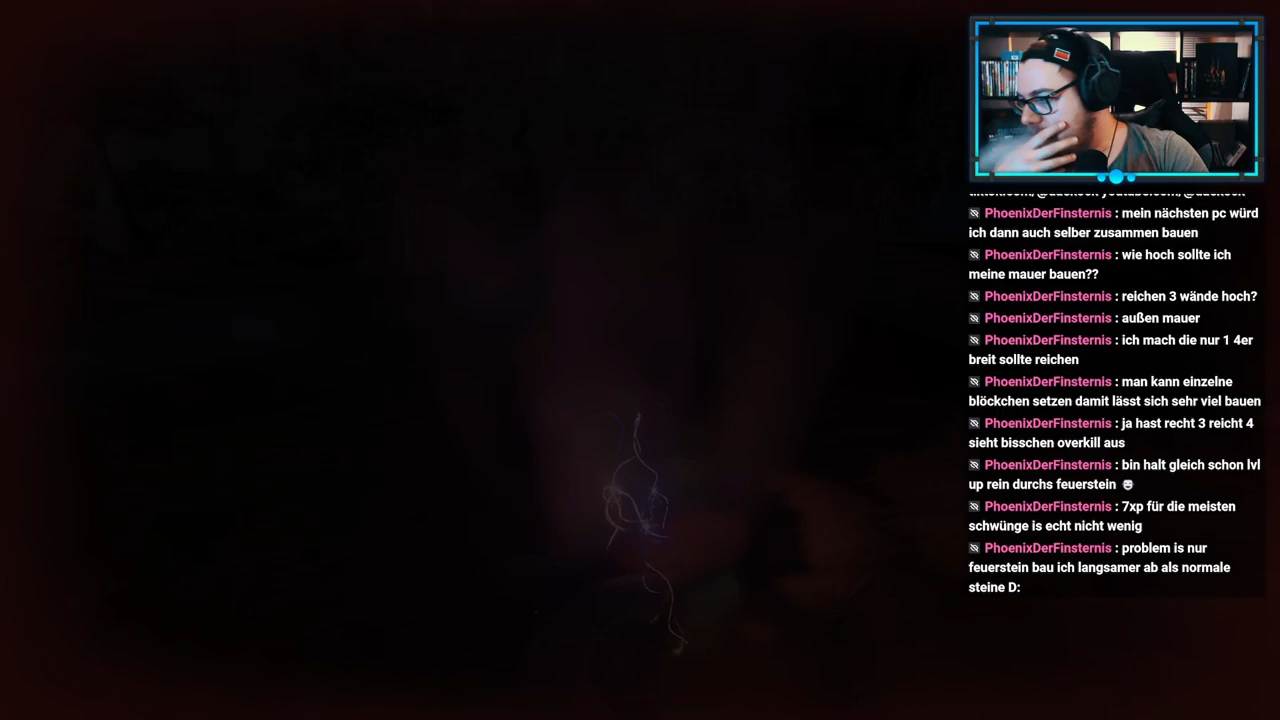 PhoenixDerFinsternis : mein nächsten pc würd
ich dann auch selber zusammen bauen
PhoenixDerFinsternis : wie hoch sollte ich
meine mauer bauen??
PhoenixDerFinsternis : reichen 3 wände hoch?
PhoenixDerFinsternis : außen mauer
PhoenixDerFinsternis : ich mach die nur 1 4er
breit sollte reichen
PhoenixDerFinsternis : man kann einzelne
blöckchen setzen damit lässt sich sehr viel bauen
PhoenixDerFinsternis : ja hast recht 3 reicht 4
sieht bisschen overkill aus
PhoenixDerFinsternis : bin halt gleich schon lvl
up rein durchs feuerstein
PhoenixDerFinsternis : 7xp für die meisten
schwünge is echt nicht wenig
PhoenixDerFinsternis : problem is nur
feuerstein bau ich langsamer ab als normale
steine D: